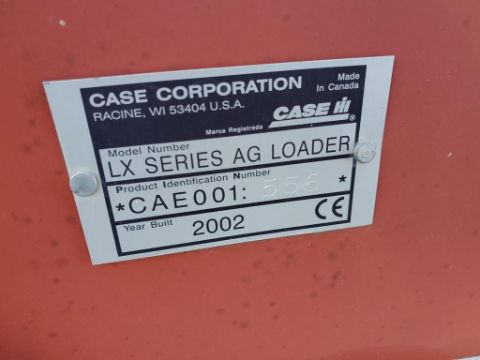 CASE CORPORATION
RACINE, WI 53404 U.S.A.
Made
In Canada
CASE IH ®
Marca Registrada
Model Number
LX SERIES AG LOADER
Product Identification Number
*CAE001: 556 *
Year Built 2002 CE